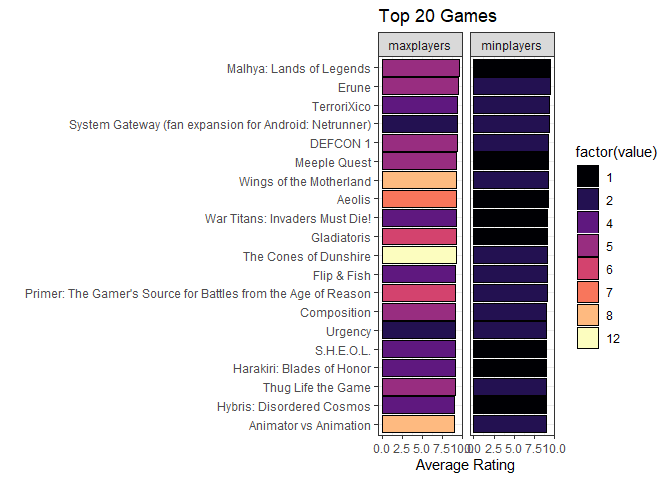 Top 20 Games
maxplayers minplayers
Malhya: Lands of Legends
Erune
TerroriXico
System Gateway (fan expansion for Android: Netrunner)
DEFCON 1
Meeple Quest
Wings of the Motherland
Aeolis
War Titans: Invaders Must Die!
Gladiatoris
The Cones of Dunshire
Flip & Fish
Primer: The Gamer's Source for Battles from the Age of Reason
Composition
Urgency
S.H.E.O.L.
Harakiri: Blades of Honor
Thug Life the Game
Hybris: Disordered Cosmos
Animator vs Animation
0.0 2.5 5.0 7.5 10.0 0.0 2.5 5.0 7.5 10.0
Average Rating
factor(value)
1
2
4
5
6
7
8
12